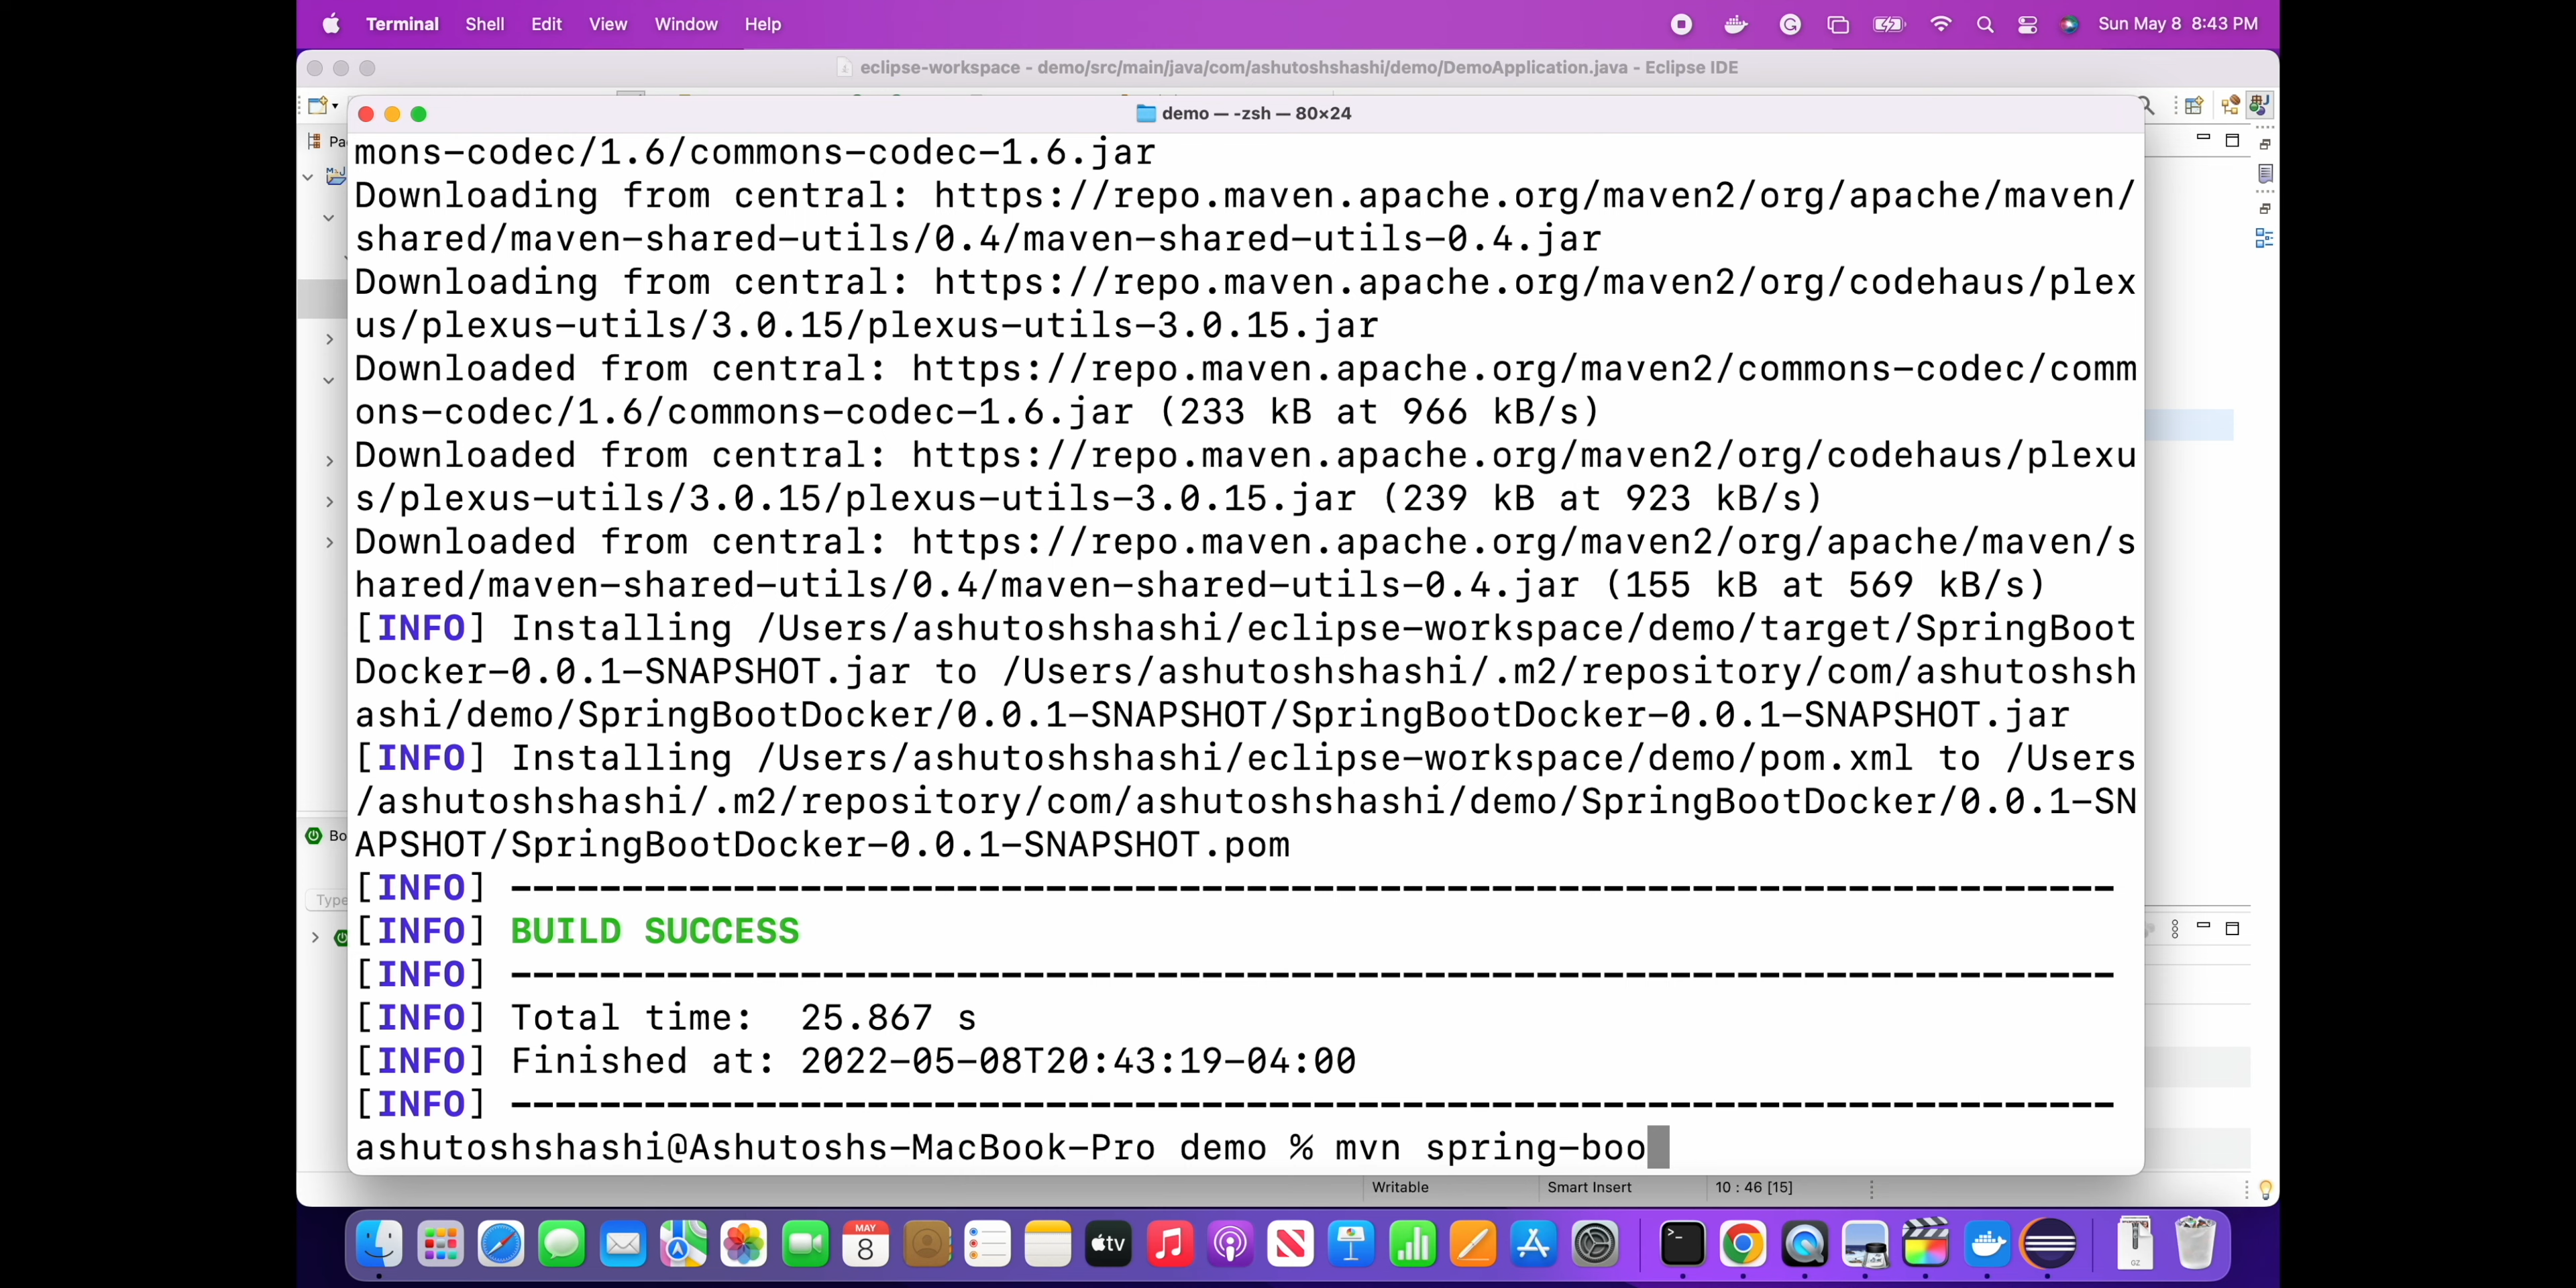 Terminal Shell Edit View Window Help Sun May 8 8:43 PM
eclipse-workspace - demo/src/main/java/com/ashutoshshashi/demo/DemoApplication.java - Eclipse IDE
demo — -zsh — 80×24
Pa
mons-codec/1.6/commons-codec-1.6.jar
Downloading from central: https://repo.maven.apache.org/maven2/org/apache/maven/
shared/maven-shared-utils/0.4/maven-shared-utils-0.4.jar
Downloading from central: https://repo.maven.apache.org/maven2/org/codehaus/plex
us/plexus-utils/3.0.15/plexus-utils-3.0.15.jar
Downloaded from central: https://repo.maven.apache.org/maven2/commons-codec/comm
ons-codec/1.6/commons-codec-1.6.jar (233 kB at 966 kB/s)
Downloaded from central: https://repo.maven.apache.org/maven2/org/codehaus/plexu
s/plexus-utils/3.0.15/plexus-utils-3.0.15.jar (239 kB at 923 kB/s)
Downloaded from central: https://repo.maven.apache.org/maven2/org/apache/maven/s
hared/maven-shared-utils/0.4/maven-shared-utils-0.4.jar (155 kB at 569 kB/s)
[INFO] Installing /Users/ashutoshshashi/eclipse-workspace/demo/target/SpringBoot
Docker-0.0.1-SNAPSHOT.jar to /Users/ashutoshshashi/.m2/repository/com/ashutoshsh
ashi/demo/SpringBootDocker/0.0.1-SNAPSHOT/SpringBootDocker-0.0.1-SNAPSHOT.jar
[INFO] Installing /Users/ashutoshshashi/eclipse-workspace/demo/pom.xml to /Users
/ashutoshshashi/.m2/repository/com/ashutoshshashi/demo/SpringBootDocker/0.0.1-SN
Bo
APSHOT/SpringBootDocker-0.0.1-SNAPSHOT.pom
[INFO] ------------------------------------------------------------------------
Type
[INFO] BUILD SUCCESS
[INFO] ------------------------------------------------------------------------
[INFO] Total time:  25.867 s
[INFO] Finished at: 2022-05-08T20:43:19-04:00
[INFO] ------------------------------------------------------------------------
ashutoshshashi@Ashutoshs-MacBook-Pro demo % mvn spring-boo
Writable Smart Insert 10 : 46 [15]
MAY
8
tv
GZ